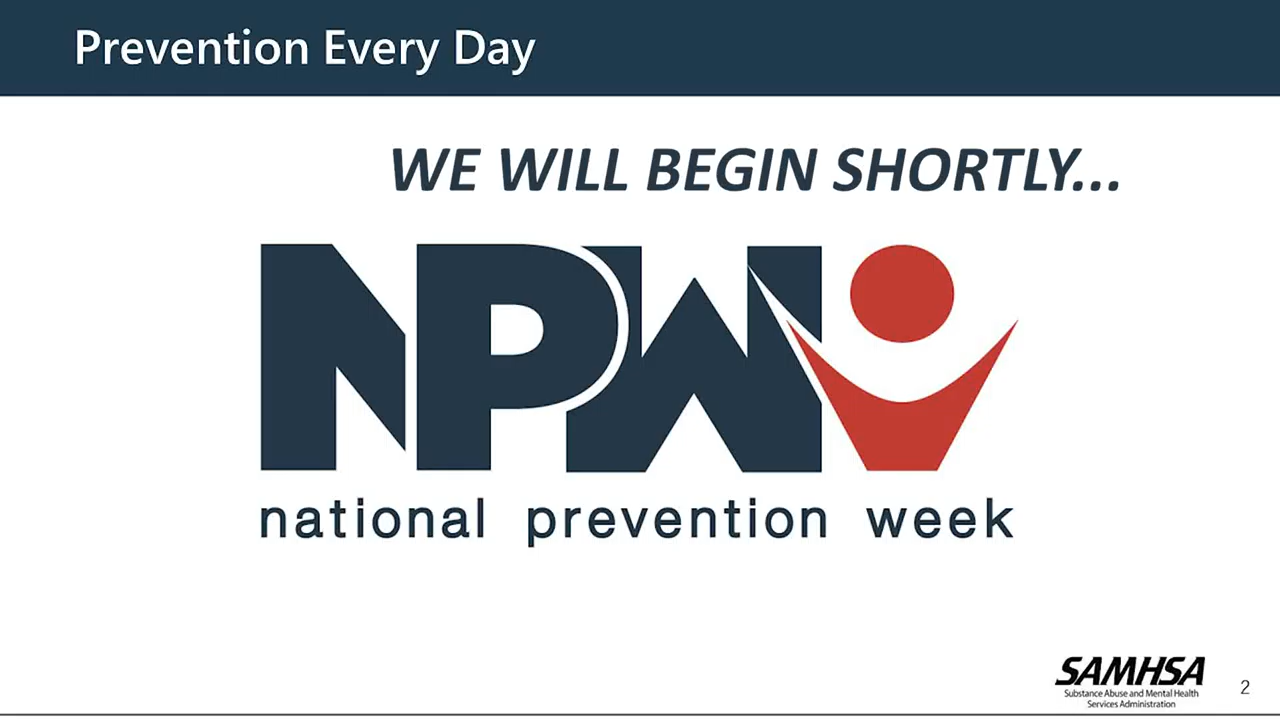 Prevention Every Day
WE WILL BEGIN SHORTLY...
NPW
national prevention week
SAMHSA
Substance Abuse and Mental Health
Services Administration
2